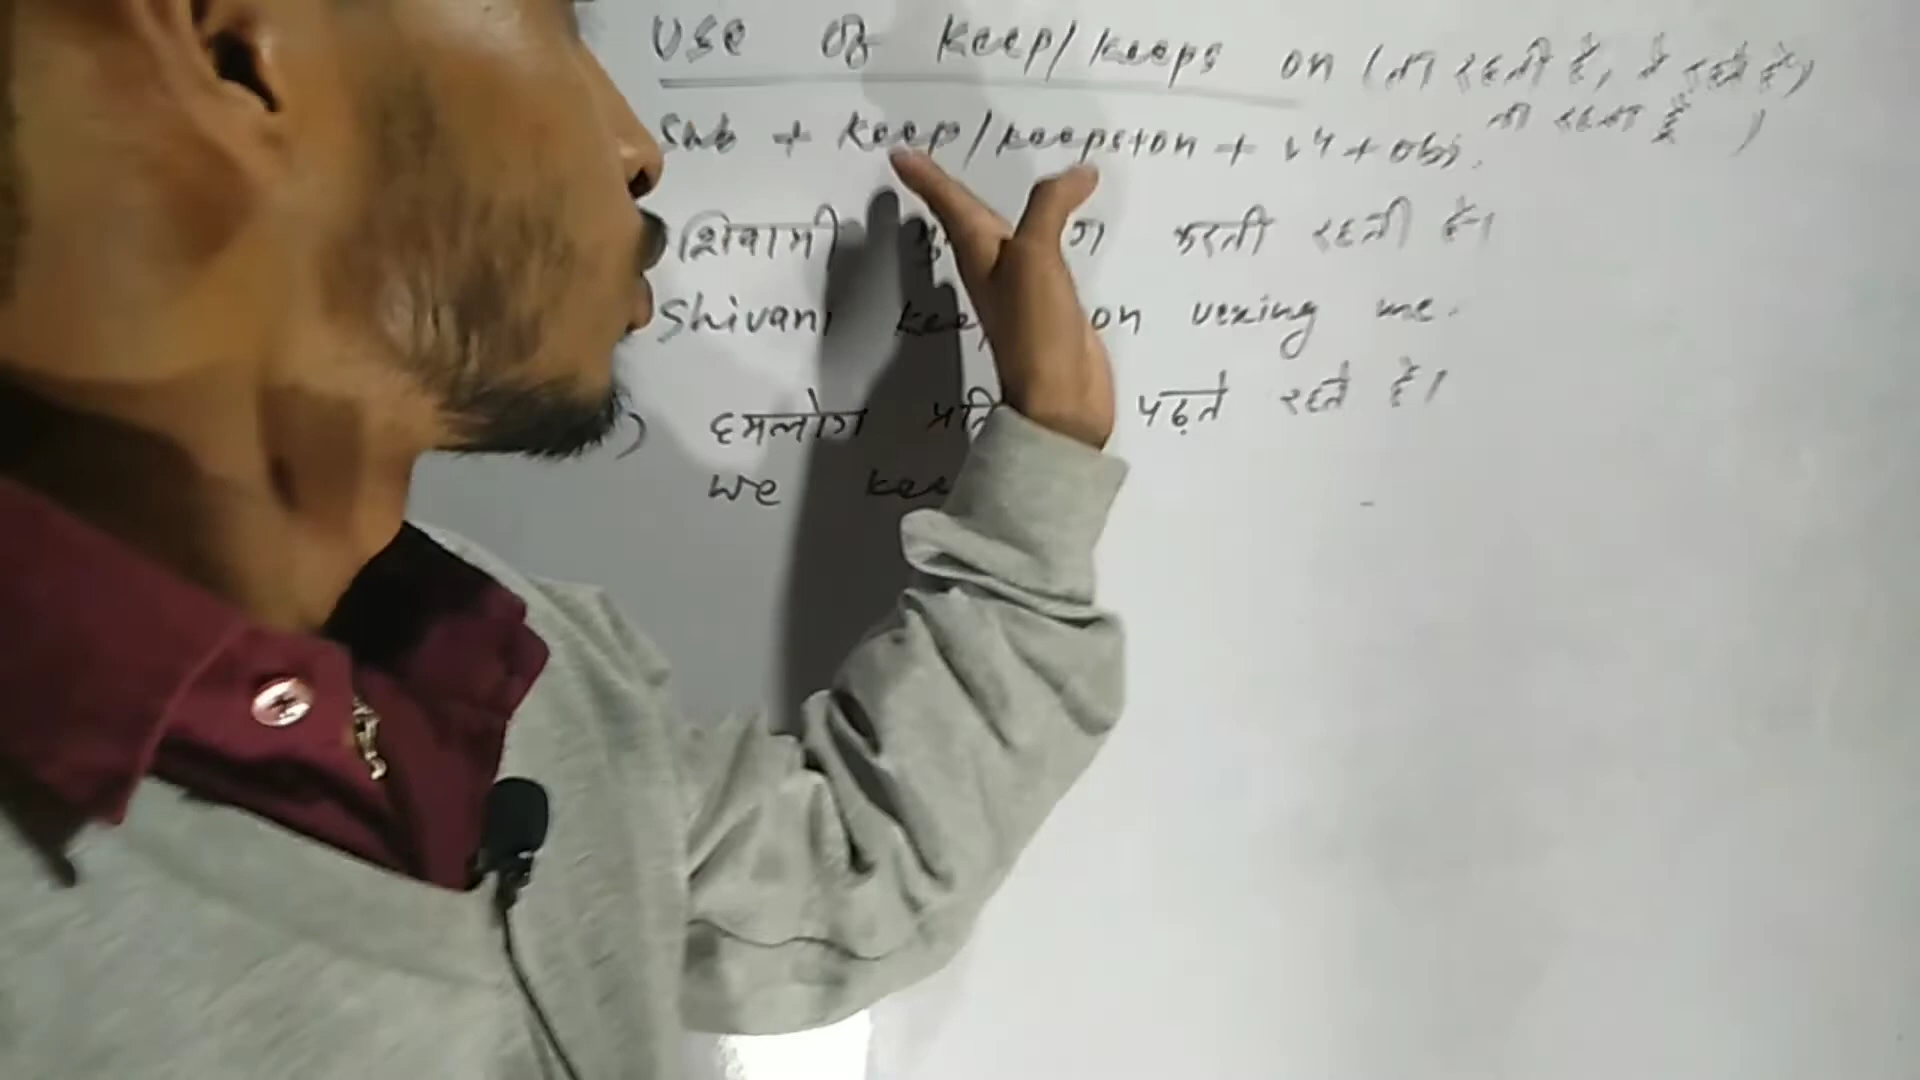 Use of keep/keeps on (ता रहती है, ते रहते है)
ती रहता है )
Sub + keep/keeps+on + v4 + obj.
शिवानी करती रहती है।
Shivani on vexing me.
) हमलोग पढ़ते रहते है।
we